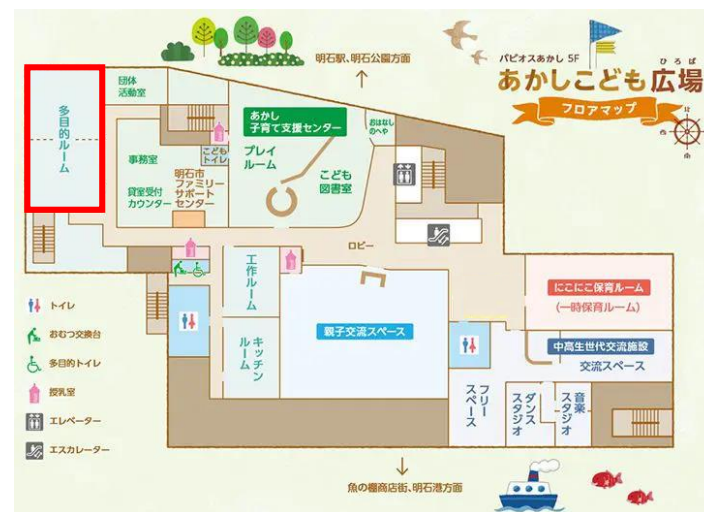 明石駅、明石公園方面
パピオスあかし 5F
あかしこども広場
ひろば
フロアマップ
北
西
南
団体
活動室
多目的ルーム
事務室
貸室受付
カウンター
こども
トイレ
明石市
ファミリー
サポート
センター
あかし
子育て支援センター
プレイ
ルーム
おはなし
のへや
こども
図書室
ロビー
工作ルーム
キッチン
ルーム
親子交流スペース
にこにこ保育ルーム
(一時保育ルーム)
中高生世代交流施設
交流スペース
フリー
スペース
ダンス
スタジオ
音楽
スタジオ
トイレ
おむつ交換台
多目的トイレ
授乳室
エレベーター
エスカレーター
魚の棚商店街、明石港方面